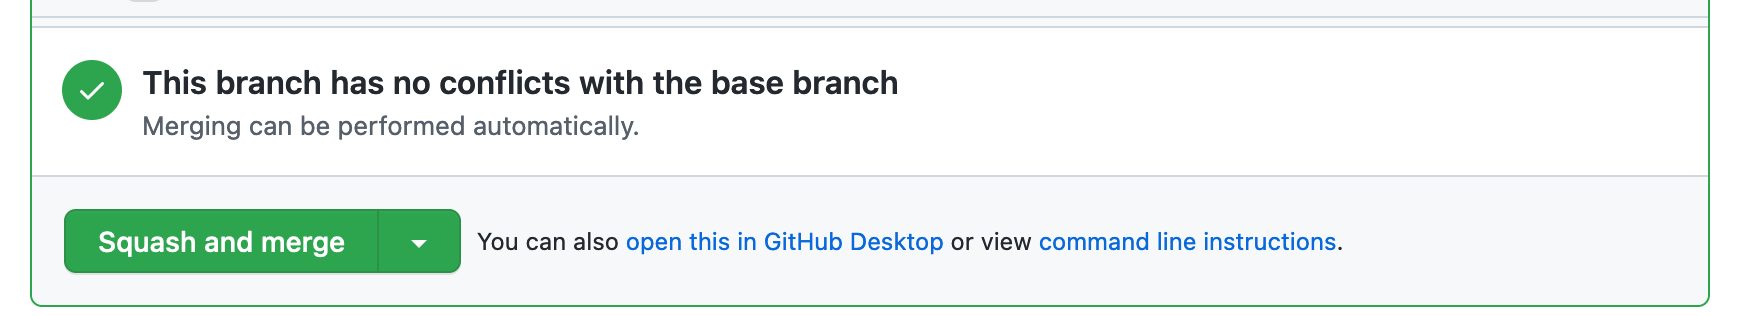 This branch has no conflicts with the base branch
Merging can be performed automatically.
Squash and merge You can also open this in GitHub Desktop or view command line instructions.